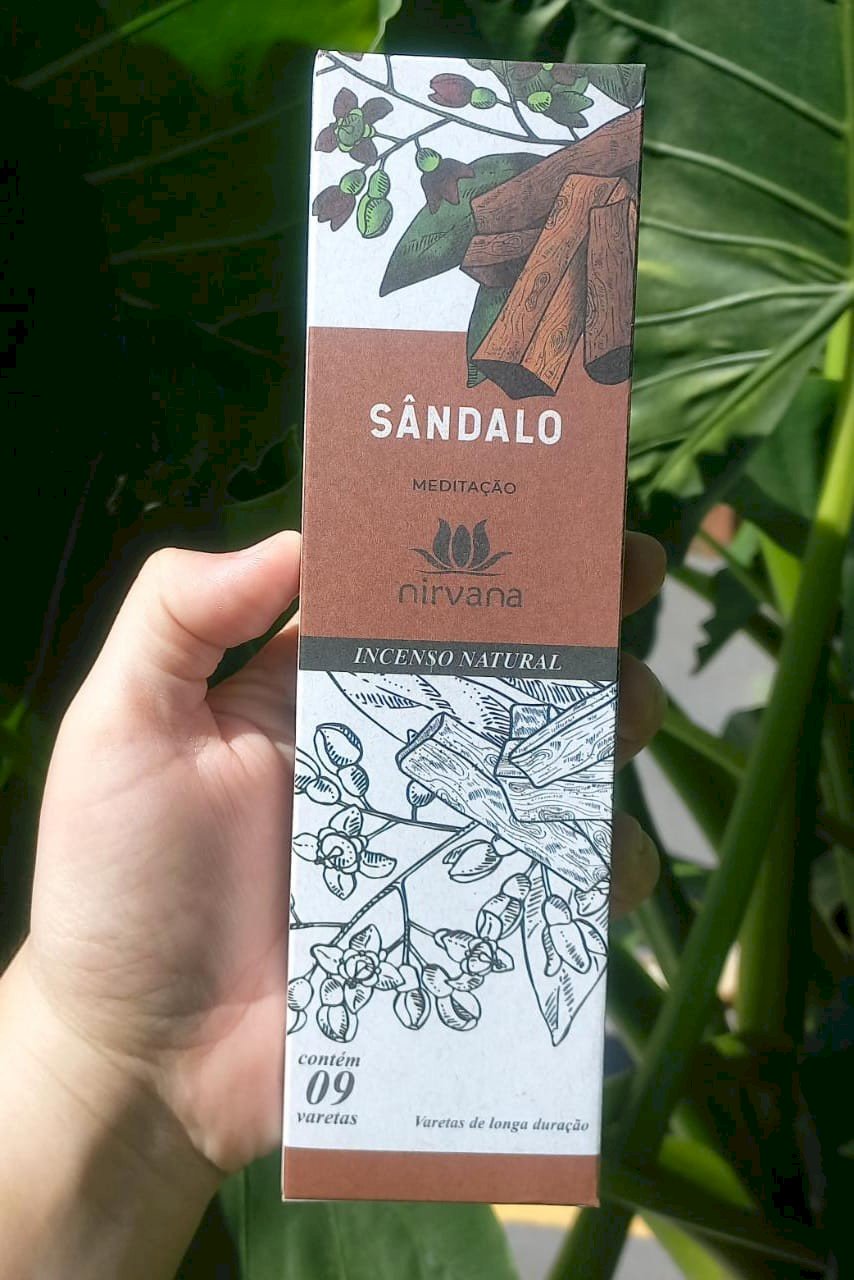 SÂNDALO
MEDITAÇÃO
nirvana
INCENSO NATURAL
contém
09
varetas
Varetas de longa duração